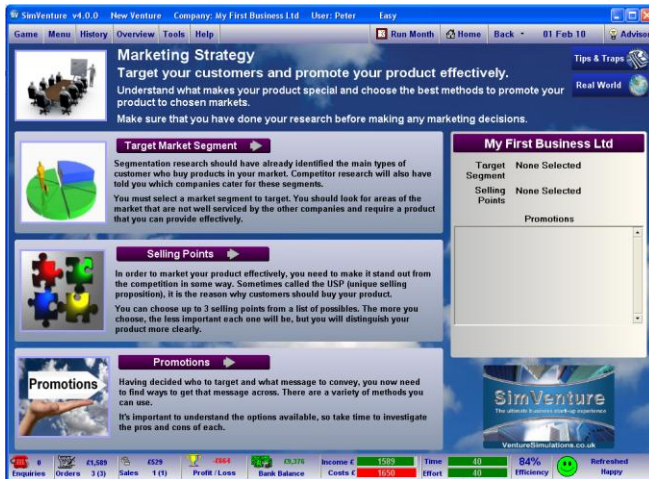 SimVenture v4.0.0 New Venture Company: My First Business Ltd User: Peter Easy
Game Menu History Overview Tools Help Run Month Home Back 01 Feb 10 Advisor
Marketing Strategy
Target your customers and promote your product effectively.
Understand what makes your product special and choose the best methods to promote your
product to chosen markets.
Make sure that you have done your research before making any marketing decisions.
Tips & Traps
Real World
Target Market Segment
Segmentation research should have already identified the main types of
customer who buy products in your market. Competitor research will also have
told you which companies cater for these segments.
You must select a market segment to target. You should look for areas of the
market that are not well serviced by the other companies and require a product
that you can provide effectively.
Selling Points
In order to market your product effectively, you need to make it stand out from
the competition in some way. Sometimes called the USP (unique selling
proposition), it is the reason why customers should buy your product.
You can choose up to 3 selling points from a list of possibles. The more you
choose, the less important each one will be, but you will distinguish your
product more clearly.
Promotions
Promotions
Having decided who to target and what message to convey, you now need
to find ways to get that message across. There are a variety of methods you
can use.
It's important to understand the options available, so take time to investigate
the pros and cons of each.
My First Business Ltd
Target Segment None Selected
Selling Points None Selected
Promotions
SimVenture
The ultimate business start-up experience
VentureSimulations.co.uk
0 £1,589 £529 -£664 £9,376 Income £ 1589 Time 40 84% Refreshed
Enquiries Orders 3 (3) Sales 1 (1) Profit / Loss Bank Balance Costs £ 1650 Effort 40 Efficiency Happy